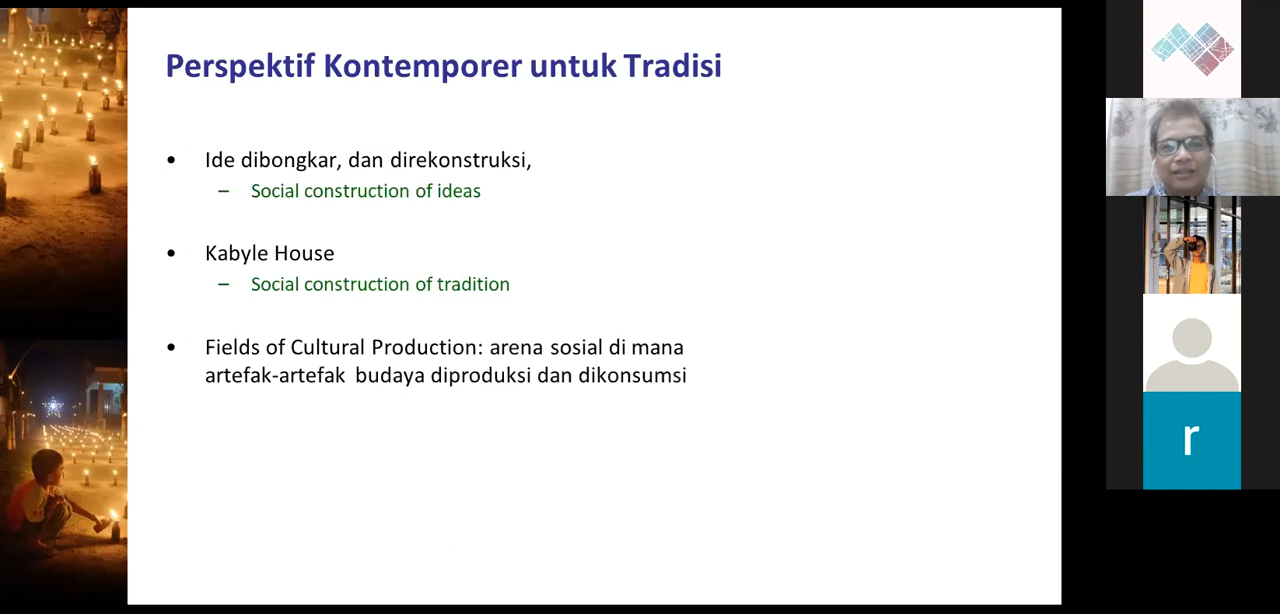 Perspektif Kontemporer untuk Tradisi
• Ide dibongkar, dan direkonstruksi,
– Social construction of ideas
• Kabyle House
– Social construction of tradition
• Fields of Cultural Production: arena sosial di mana
artefak-artefak budaya diproduksi dan dikonsumsi
r